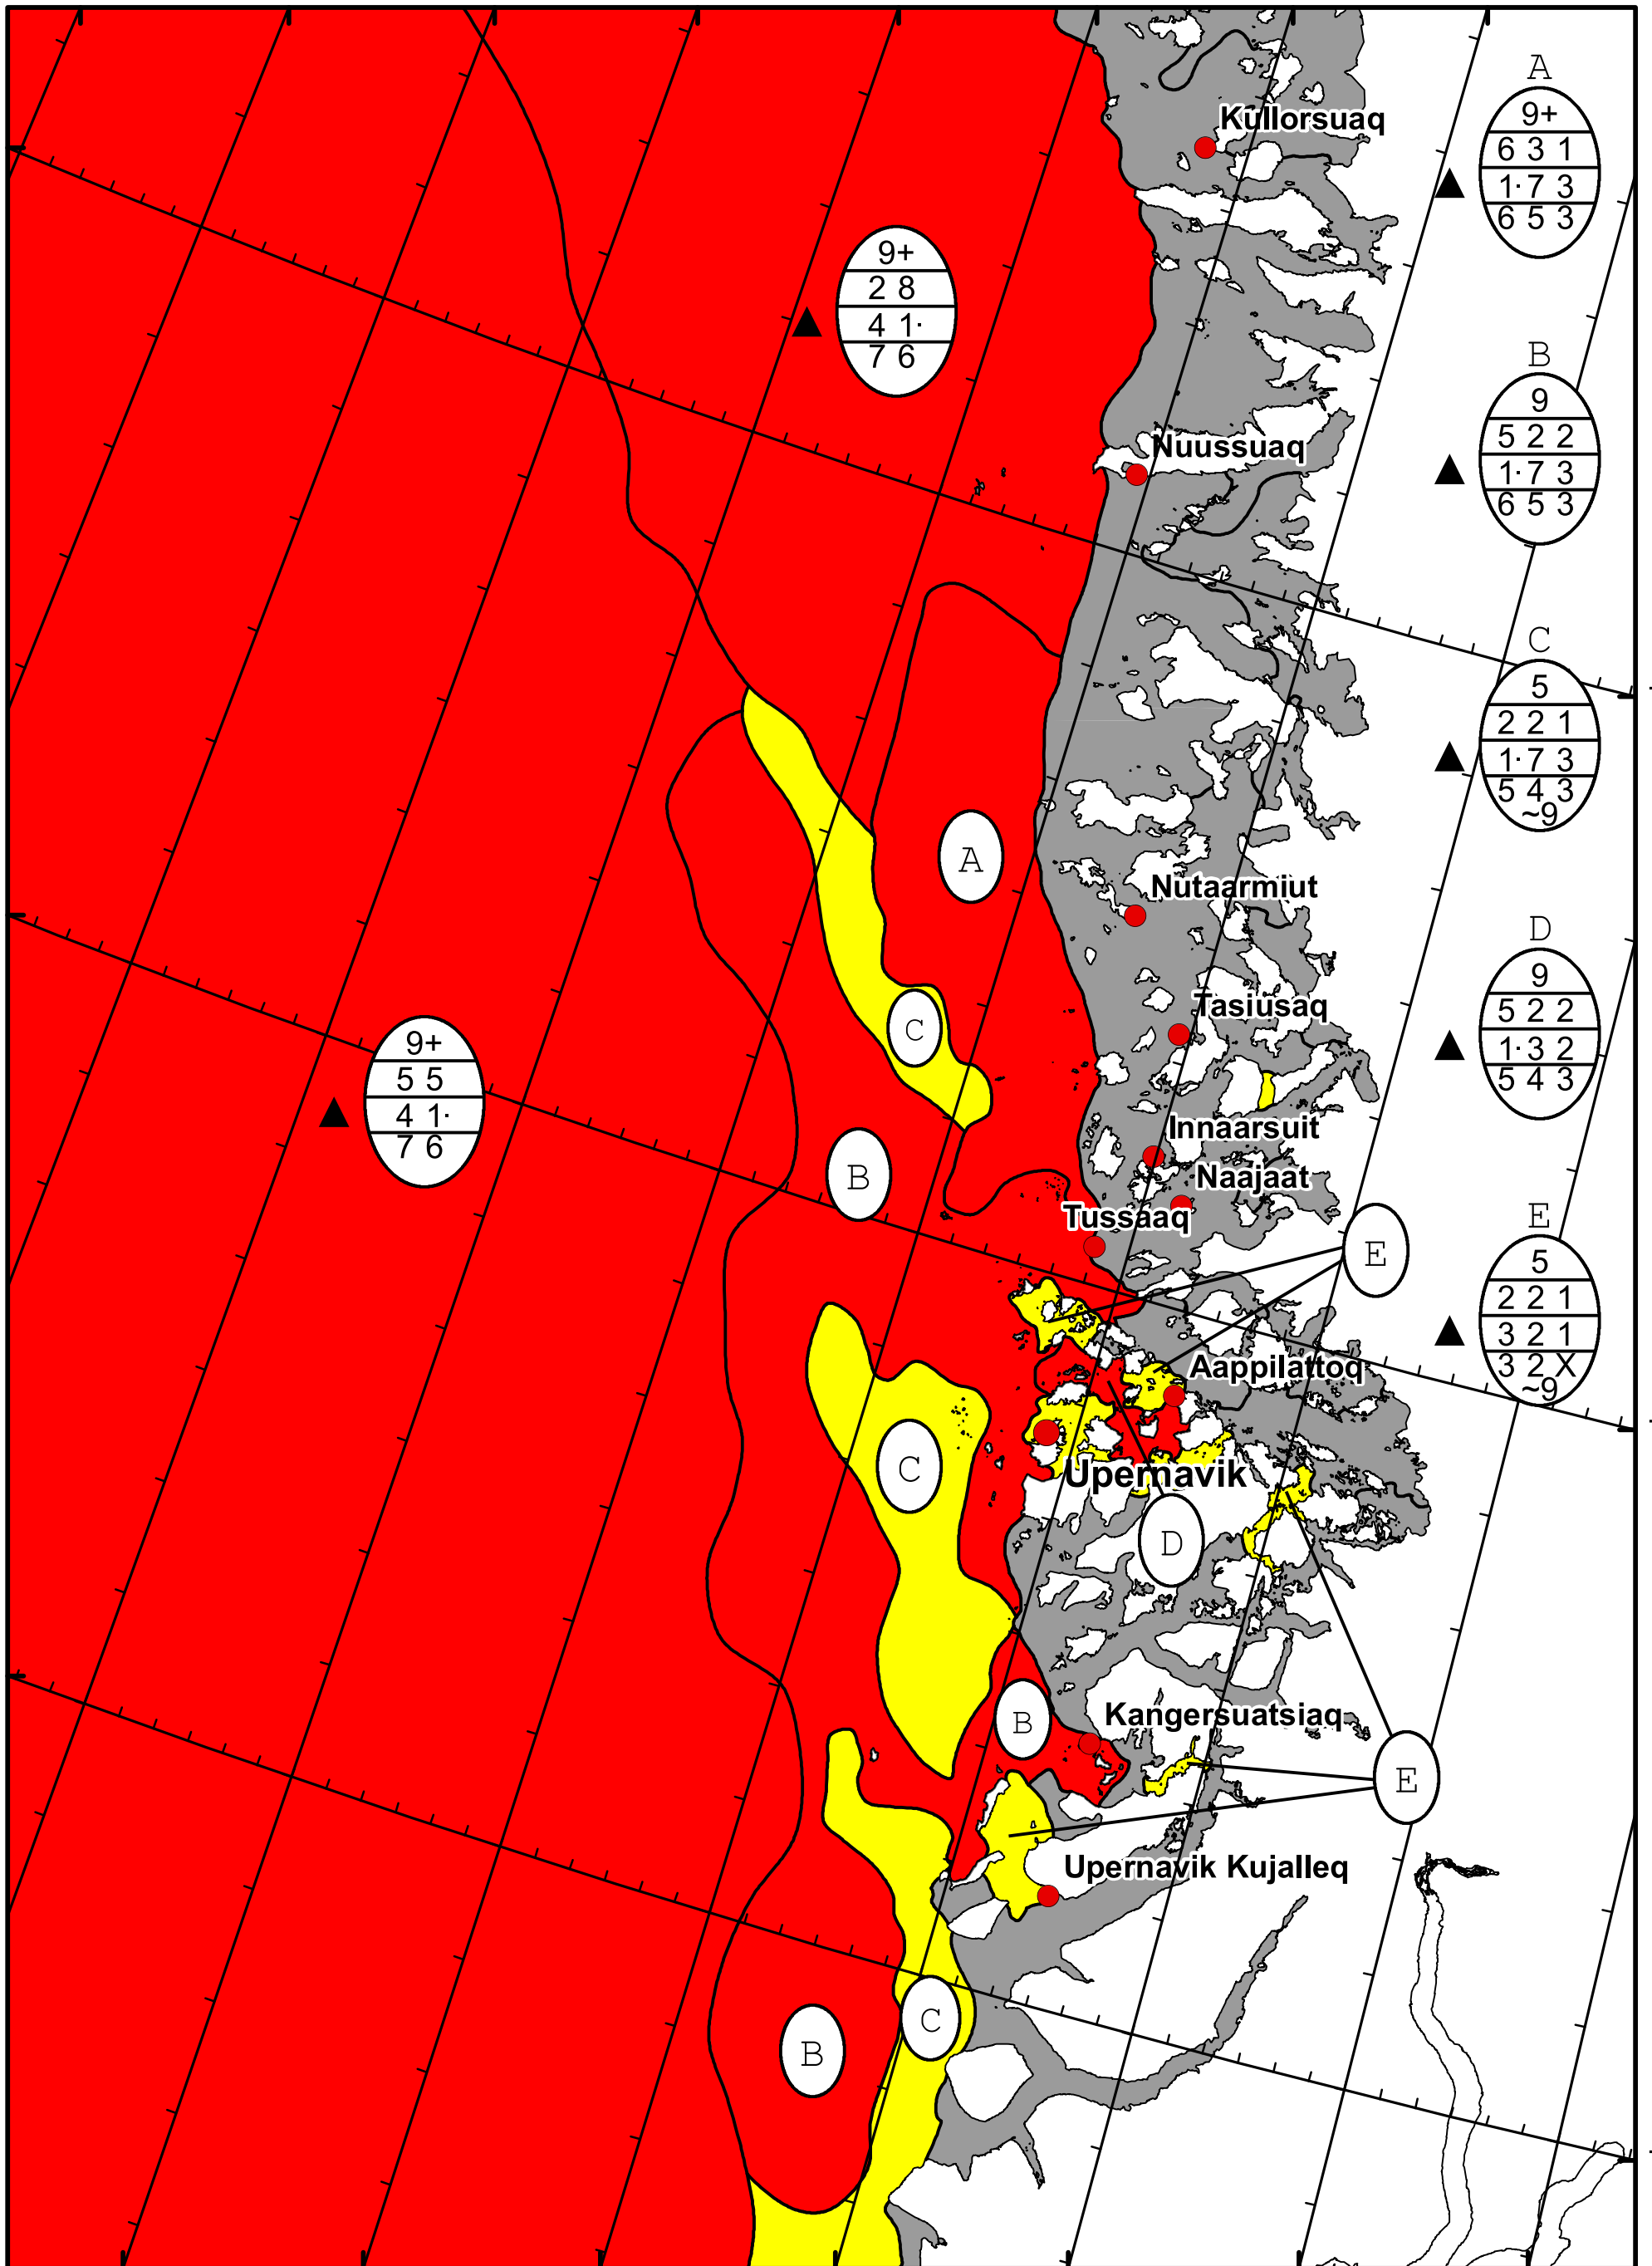 A
9+
6 3 1
1· 7 3
6 5 3
Kullorsuaq
9+
2 8
4 1·
7 6
B
9
5 2 2
1· 7 3
6 5 3
Nuussuaq
C
5
2 2 1
1· 7 3
5 4 3
~9
A
Nutaarmiut
D
9
5 2 2
1· 3 2
5 4 3
C
Tasiusaq
9+
5 5
4 1·
7 6
Innaarsuit
B
Naajaat
Tussaaq
E
E
5
2 2 1
3 2 1
3 2 X
~9
Aappilattoq
C
Upernavik
D
B
Kangersuatsiaq
E
Upernavik Kujalleq
C
B